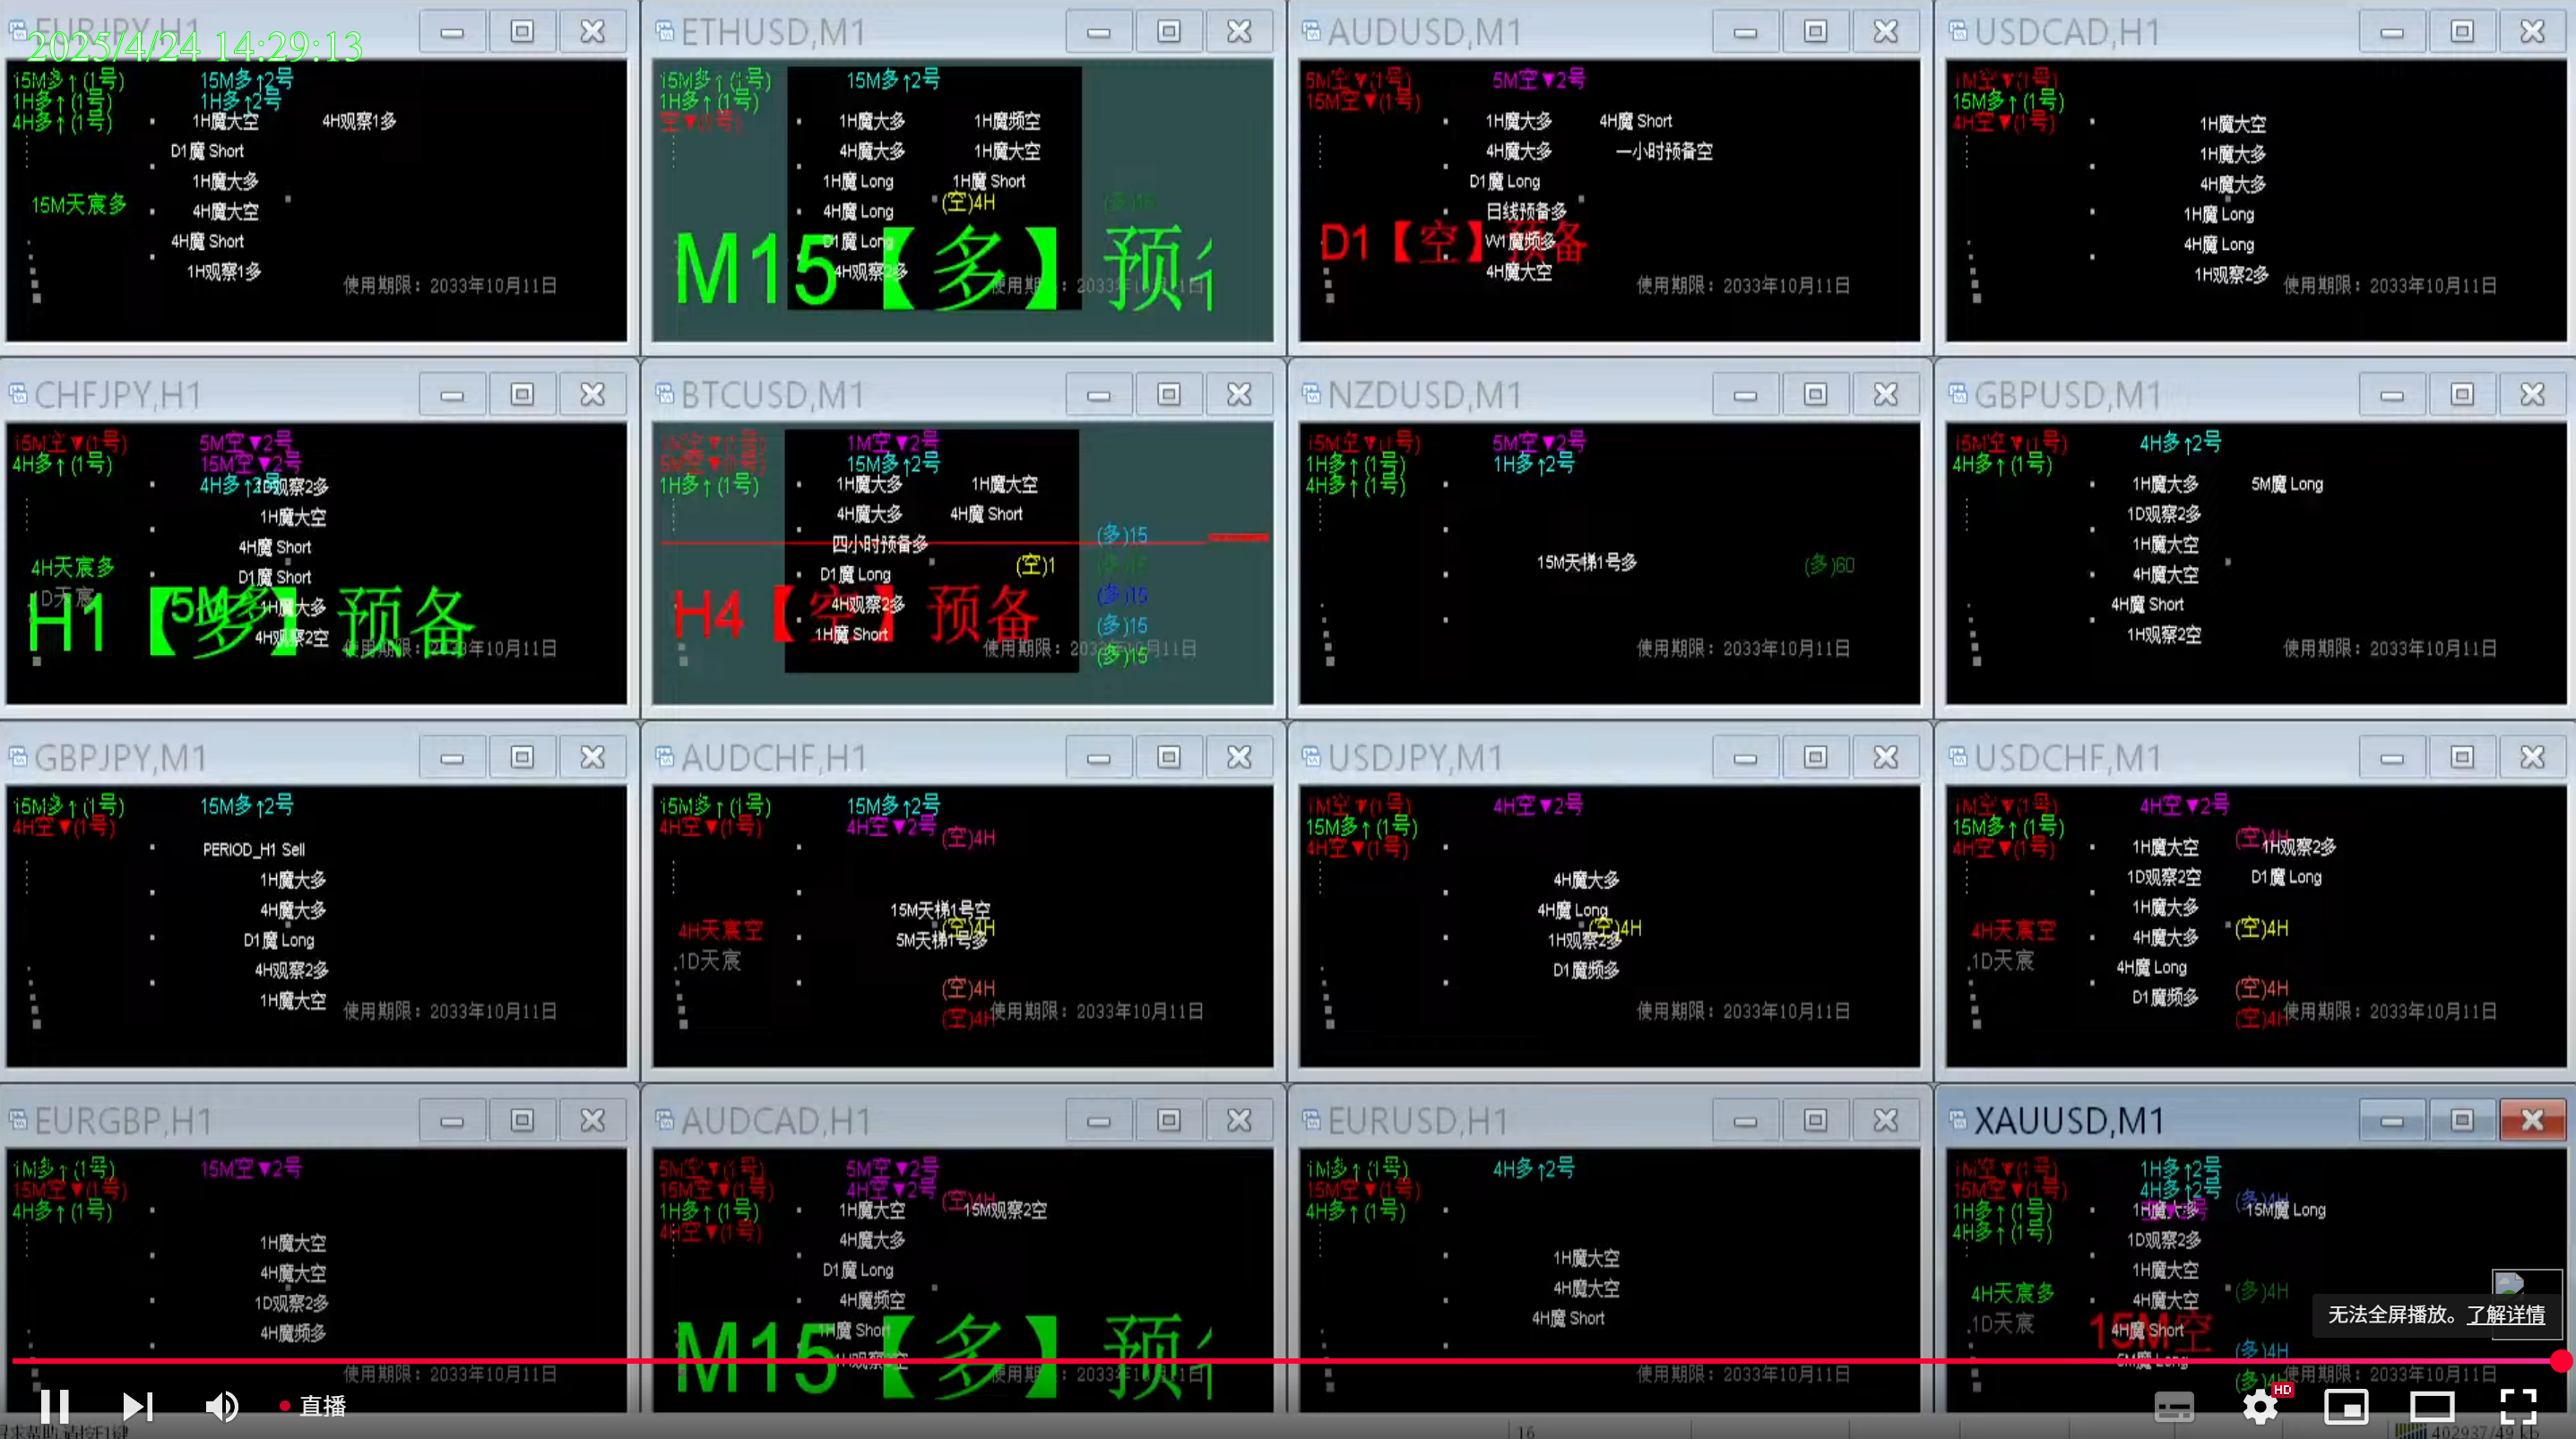 EURJPY,H1
2025/4/24 14:29:13
15M多↑(1号) 15M多↑2号
1H多↑(1号) 1H多↑2号
4H多↑(1号) 1H魔大空 4H观察1多
D1魔 Short
1H魔大多
15M天宸多
4H魔大空
4H魔 Short
1H观察1多
使用期限：2033年10月11日
ETHUSD,M1
15M多↑(1号) 15M多↑2号
1H多↑(1号)
空▼(1号) 1H魔大多 1H魔频空
4H魔大多 1H魔大空
1H魔 Long 1H魔 Short
(空)4H (多)15
4H魔 Long
D1魔 Long
4H观察2多
M15【多】预
AUDUSD,M1
5M空▼(1号) 5M空▼2号
15M空▼(1号)
1H魔大多 4H魔 Short
4H魔大多 一小时预备空
D1魔 Long
日线预备多
D1【空】预备
W1魔频多
4H魔大空
使用期限：2033年10月11日
USDCAD,H1
1M空▼(1号)
15M多↑(1号)
4H空▼(1号) 1H魔大空
1H魔大多
4H魔大多
1H魔 Long
4H魔 Long
1H观察2多
使用期限：2033年10月11日
CHFJPY,H1
15M空▼(1号) 5M空▼2号
4H多↑(1号) 15M空▼2号
4H多↑2号
1D观察2多
1H魔大空
4H魔 Short
4H天宸多
D1魔 Short
1D天宸
1H魔大多
4H观察2空
H1【多】预备
5M多
使用期限：2033年10月11日
BTCUSD,M1
1M空▼(1号) 1M空▼2号
5M空▼(1号) 15M多↑2号
1H多↑(1号) 1H魔大多 1H魔大空
4H魔大多 4H魔 Short
四小时预备多 (多)15
D1魔 Long (空)1 (多)15
4H观察2多 (多)15
H4【空】预备 (多)15
1H魔 Short
使用期限：2033年10月11日
(多)15
NZDUSD,M1
15M空▼(1号) 5M空▼2号
1H多↑(1号) 1H多↑2号
4H多↑(1号)
15M天梯1号多 (多)60
使用期限：2033年10月11日
GBPUSD,M1
15M空▼(1号) 4H多↑2号
4H多↑(1号)
1H魔大多 5M魔 Long
1D观察2多
1H魔大空
4H魔大空
4H魔 Short
1H观察2空
使用期限：2033年10月11日
GBPJPY,M1
15M多↑(1号) 15M多↑2号
4H空▼(1号)
PERIOD_H1 Sell
1H魔大多
4H魔大多
D1魔 Long
4H观察2多
1H魔大空
使用期限：2033年10月11日
AUDCHF,H1
15M多↑(1号) 15M多↑2号
4H空▼(1号) 4H空▼2号 (空)4H
15M天梯1号空
4H天宸空 (空)4H
5M天梯1号多
.1D天宸
(空)4H
(空)4H 使用期限：2033年10月11日
USDJPY,M1
1M空▼(1号) 4H空▼2号
15M多↑(1号)
4H空▼(1号)
4H魔大多
4H魔 Long
(空)4H
1H观察2多
D1魔频多
使用期限：2033年10月11日
USDCHF,M1
1M空▼(1号) 4H空▼2号
15M多↑(1号) (空)4H
4H空▼(1号) 1H魔大空 1H观察2多
1D观察2空 D1魔 Long
1H魔大多
4H天宸空 4H魔大多 (空)4H
.1D天宸 4H魔 Long
D1魔频多 (空)4H
(空)4H 使用期限：2033年10月11日
EURGBP,H1
1M多↑(1号) 15M空▼2号
15M空▼(1号)
4H多↑(1号)
1H魔大空
4H魔大空
1D观察2多
4H魔频多
使用期限：2033年10月11日
AUDCAD,H1
5M空▼(1号) 5M空▼2号
15M空▼(1号) 4H空▼2号 (空)4H
1H多↑(1号) 1H魔大空 15M观察2空
4H空▼(1号) 4H魔大多
D1魔 Long
4H魔频空
1H魔 Short
M15【多】预
EURUSD,H1
1M多↑(1号) 4H多↑2号
15M空▼(1号)
4H多↑(1号)
1H魔大空
4H魔大空
4H魔 Short
使用期限：2033年10月11日
XAUUSD,M1
1M空▼(1号) 1H多↑2号
15M空▼(1号) 4H多↑2号 (多)4H
1H多↑(1号) 1H魔大多 15M魔 Long
4H多↑(1号) 1D观察2多
1H魔大空
4H天宸多 4H魔大空 (多)4H
.1D天宸 15M空
4H魔 Short
(多)4H
5M魔 Long
使用期限：2033年10月11日
无法全屏播放。了解详情
直播
HD
16
402937/49 kb